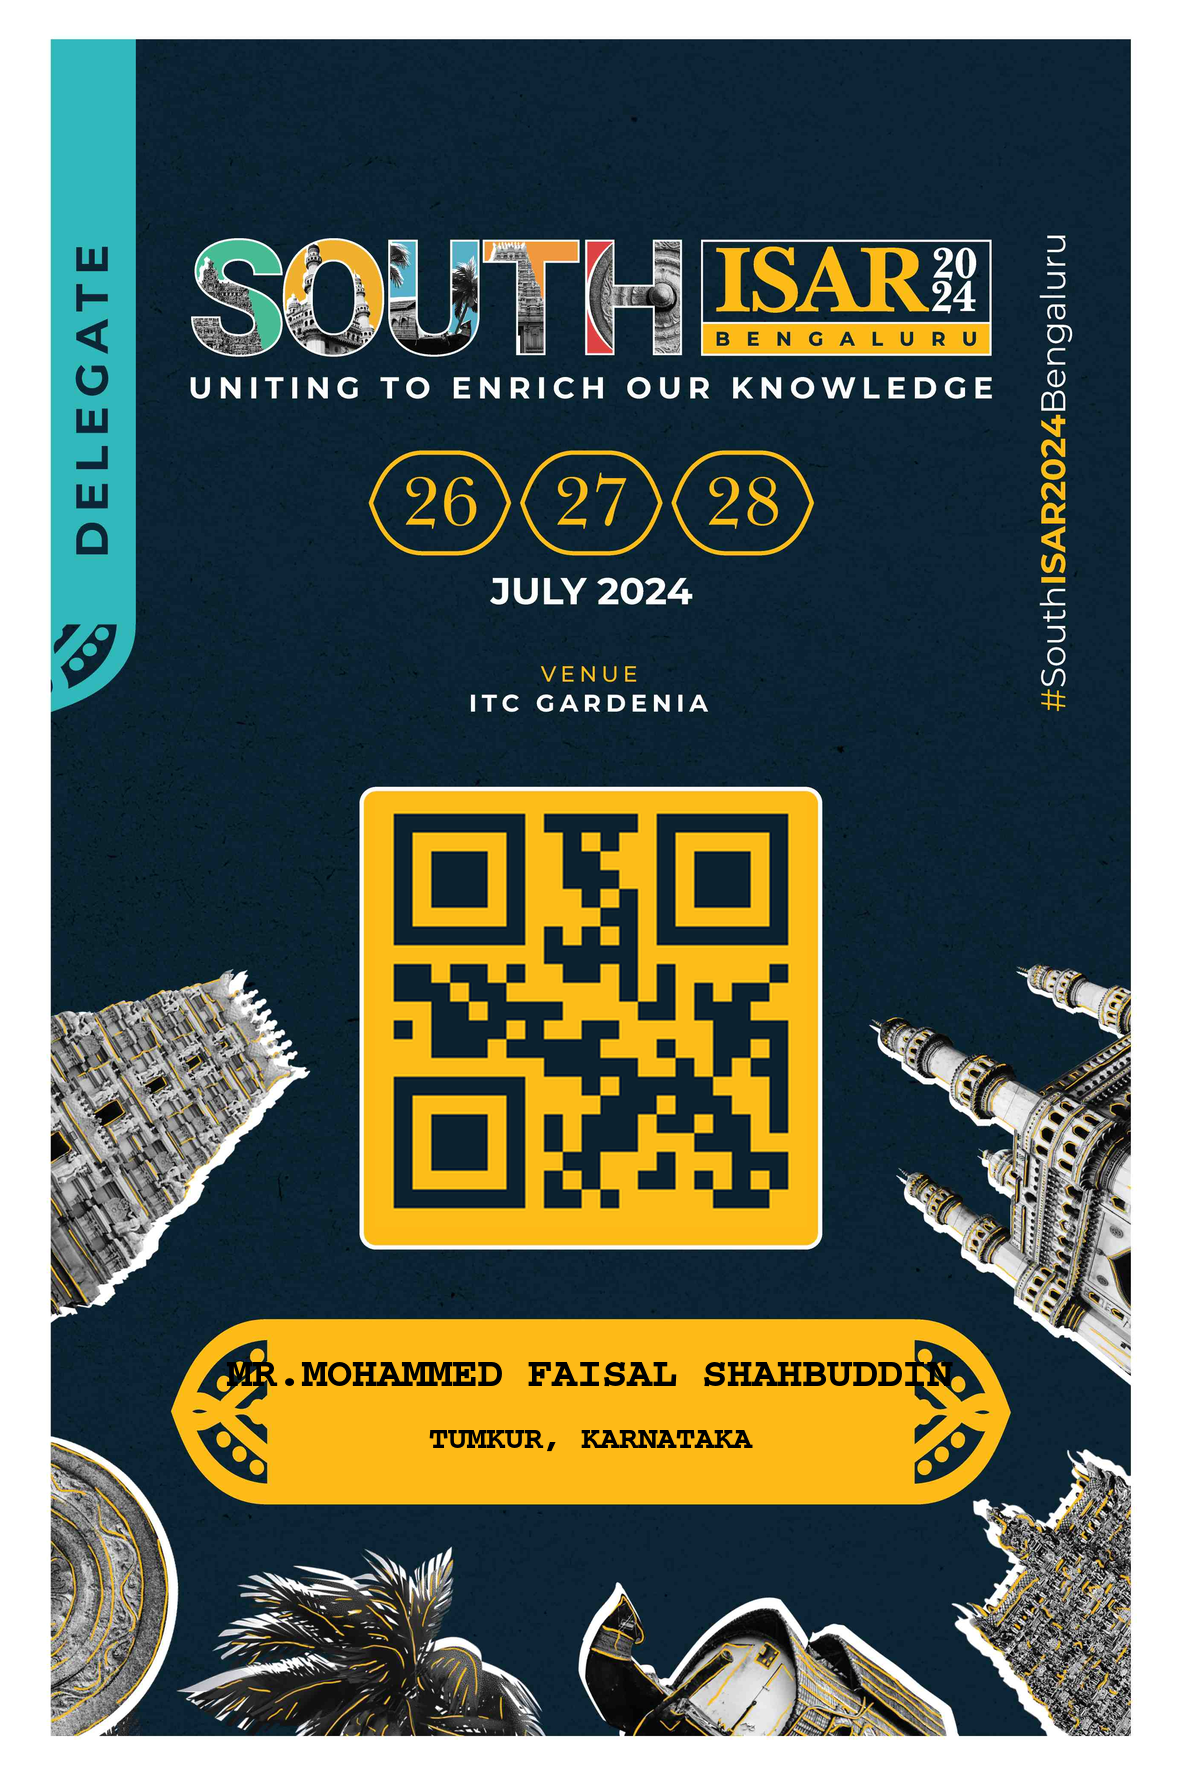 DELEGATE
SOUTH ISAR 2024
BENGALURU
UNITING TO ENRICH OUR KNOWLEDGE
26 27 28
JULY 2024
VENUE
ITC GARDENIA
#SouthISAR2024Bengaluru
MR.MOHAMMED FAISAL SHAHBUDDIN
TUMKUR, KARNATAKA